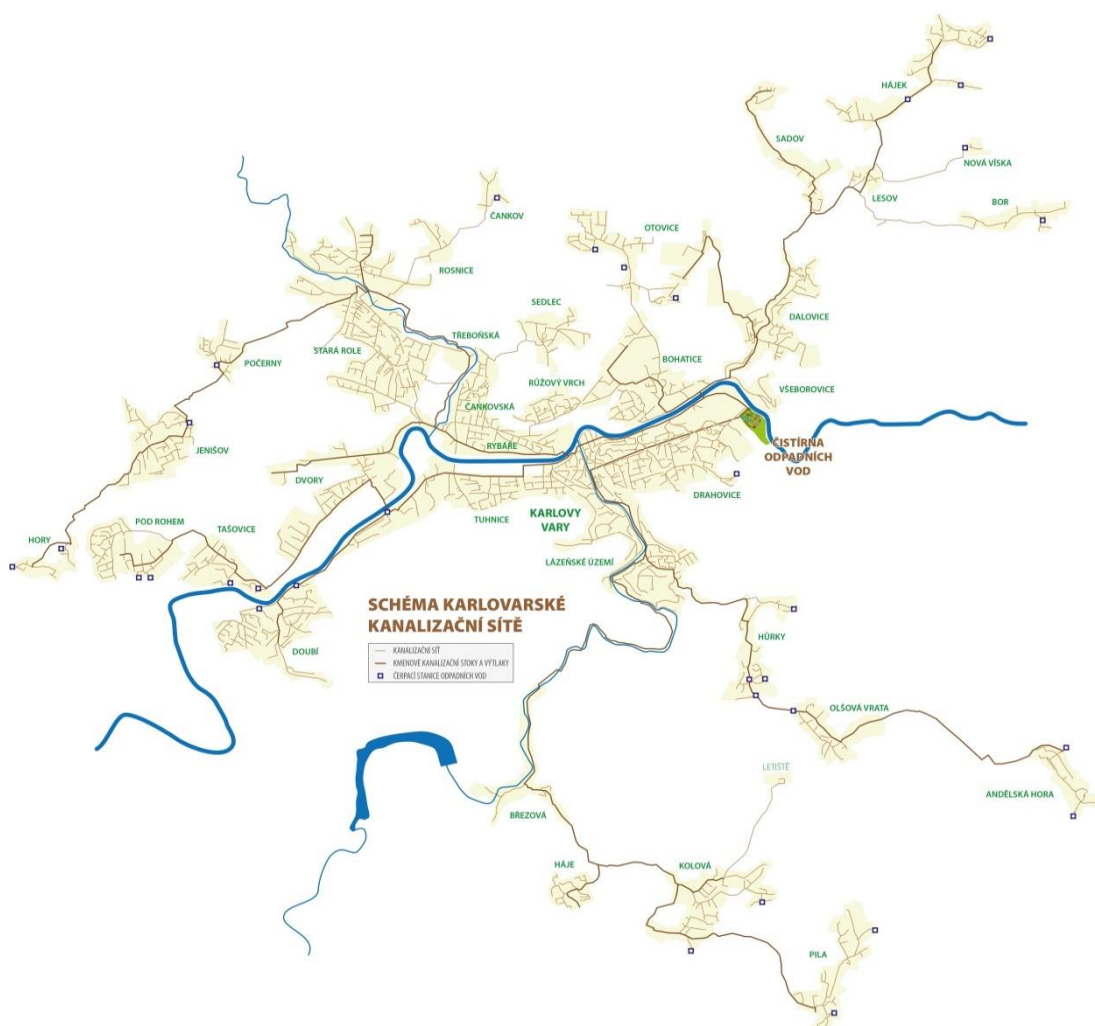 HÁJEK
SADOV
NOVÁ VÍSKA
LESOV
BOR
ČANKOV
OTOVICE
ROSNICE
SEDLEC
DALOVICE
TŘEBOŇSKÁ
STARÁ ROLE
BOHATICE
POČERNY
RŮŽOVÝ VRCH
VŠEBOROVICE
ČANKOVSKÁ
RYBÁŘE
ČISTÍRNA
ODPADNÍCH
VOD
JENIŠOV
DVORY
DRAHOVICE
TUHNICE
KARLOVY
VARY
POD ROHEM
TAŠOVICE
HORY
LÁZEŇSKÉ ÚZEMÍ
SCHÉMA KARLOVARSKÉ
KANALIZAČNÍ SÍTĚ
KANALIZAČNÍ SÍŤ
KMENOVÉ KANALIZAČNÍ STOKY A VÝTLAKY
ČERPACÍ STANICE ODPADNÍCH VOD
HŮRKY
DOUBÍ
OLŠOVÁ VRATA
LETIŠTĚ
ANDĚLSKÁ HORA
BŘEZOVÁ
HÁJE
KOLOVÁ
PILA